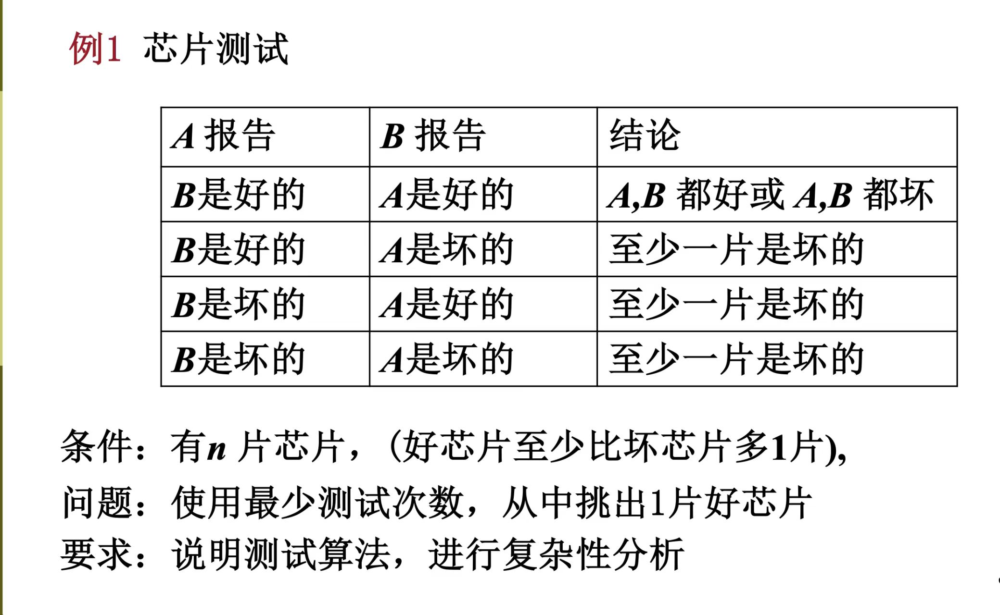 例1 芯片测试
A 报告 B 报告 结论
B是好的 A是好的 A,B 都好或 A,B 都坏
B是好的 A是坏的 至少一片是坏的
B是坏的 A是好的 至少一片是坏的
B是坏的 A是坏的 至少一片是坏的
条件：有n 片芯片，（好芯片至少比坏芯片多1片),
问题：使用最少测试次数，从中挑出1片好芯片
要求：说明测试算法，进行复杂性分析